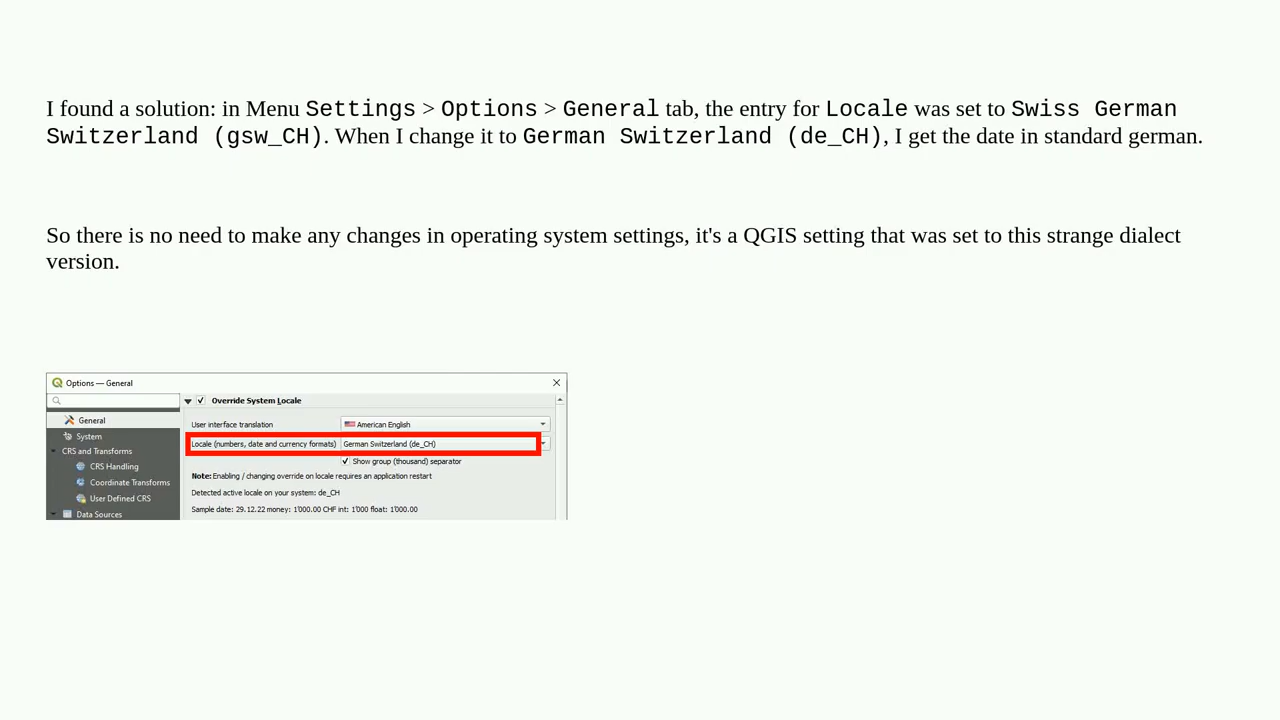 I found a solution: in Menu Settings > Options > General tab, the entry for Locale was set to Swiss German
Switzerland (gsw_CH). When I change it to German Switzerland (de_CH), I get the date in standard german.
So there is no need to make any changes in operating system settings, it's a QGIS setting that was set to this strange dialect
version.
Options — General
Override System Locale
General
User interface translation American English
System
Locale (numbers, date and currency formats) German Switzerland (de_CH)
CRS and Transforms
Show group (thousand) separator
CRS Handling
Note: Enabling / changing override on locale requires an application restart
Coordinate Transforms
Detected active locale on your system: de_CH
User Defined CRS
Sample date: 29.12.22 money: 1'000.00 CHF int: 1'000 float: 1'000.00
Data Sources